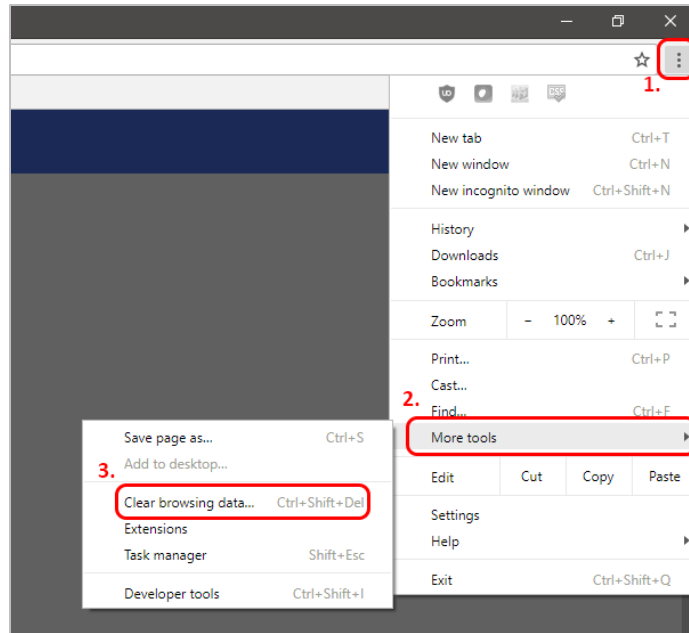 1.
UD
CSF
New tab Ctrl+T
New window Ctrl+N
New incognito window Ctrl+Shift+N
History
Downloads Ctrl+J
Bookmarks
Zoom - 100% +
Print... Ctrl+P
Cast...
2.
Find... Ctrl+F
More tools
Edit Cut Copy Paste
Settings
Help
Exit Ctrl+Shift+Q
Save page as... Ctrl+S
Add to desktop...
3.
Clear browsing data... Ctrl+Shift+Del
Extensions
Task manager Shift+Esc
Developer tools Ctrl+Shift+I